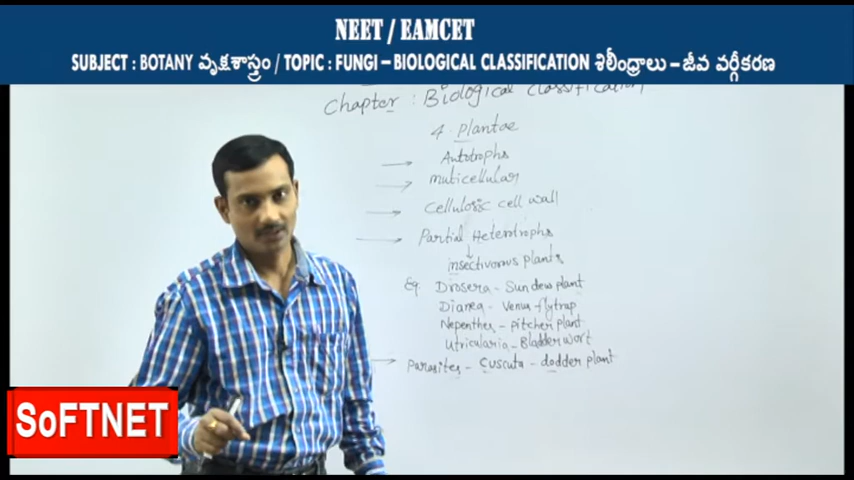 NEET / EAMCET
SUBJECT : BOTANY వృక్షశాస్త్రం / TOPIC : FUNGI – BIOLOGICAL CLASSIFICATION శిలీంధ్రాలు – జీవ వర్గీకరణ
Chapter : Biological Classification
4. Plantae
→ Autotrophs
→ Muticellular
→ Cellulosic cell wall
→ Partial Heterotrophs
↓
insectivorous plants
Eg Drosera - Sundew plant
Dianea - Venus-flytrap
Nepenthes - pitcher plant
Utricularia - Bladderwort
→ Parasites - Cuscuta - dodder plant
SoFTNET